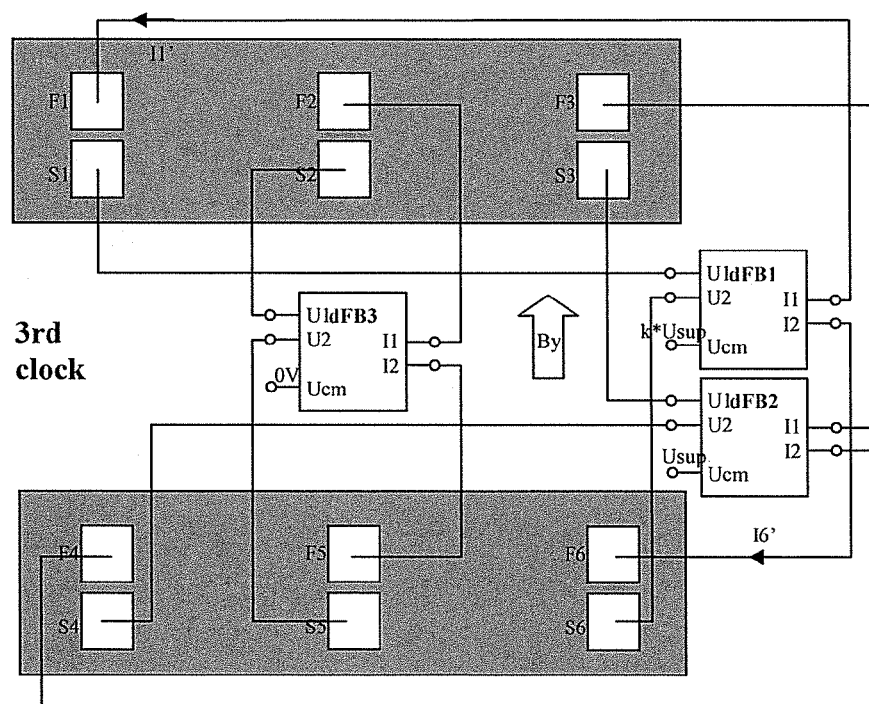 I1'
F1
F2
F3
S1
S2
S3
3rd
clock
UldFB3
U2
0V
Ucm
I1
I2
By
UldFB1
U2
k*Usup
Ucm
I1
I2
UldFB2
U2
Usup
Ucm
I1
I2
I6'
F4
F5
F6
S4
S5
S6